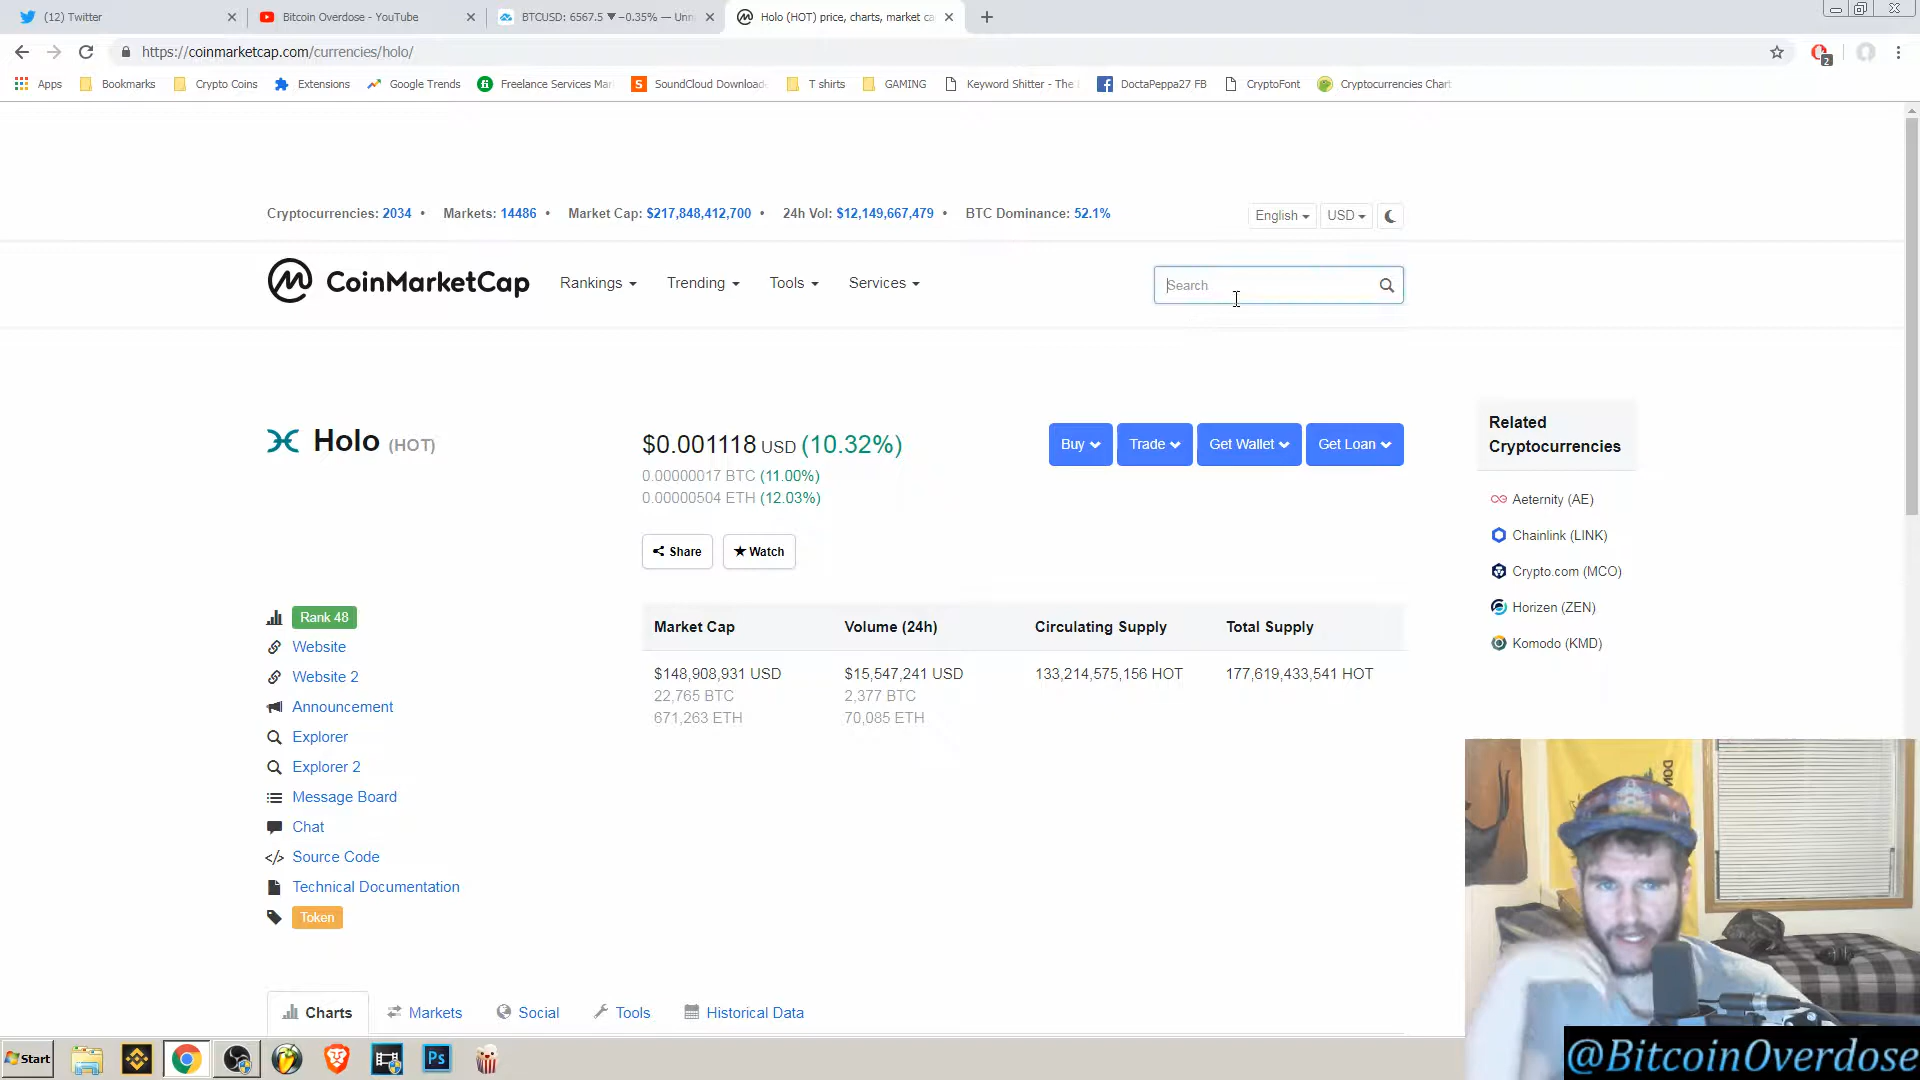 (12) Twitter
Bitcoin Overdose - YouTube
BTCUSD: 6567.5 ▼ −0.35% — Unn
Holo (HOT) price, charts, market ca
https://coinmarketcap.com/currencies/holo/
2
Apps
Bookmarks
Crypto Coins
Extensions
Google Trends
Freelance Services Mar
SoundCloud Download
T shirts
GAMING
Keyword Shitter - The
DoctaPeppa27 FB
CryptoFont
Cryptocurrencies Chart
Cryptocurrencies: 2034 • Markets: 14486 • Market Cap: $217,848,412,700 • 24h Vol: $12,149,667,479 • BTC Dominance: 52.1%
English
USD
CoinMarketCap
Rankings
Trending
Tools
Services
Search
Holo (HOT)
$0.001118 USD (10.32%)
0.00000017 BTC (11.00%)
0.00000504 ETH (12.03%)
Buy
Trade
Get Wallet
Get Loan
Share
Watch
Related
Cryptocurrencies
Aeternity (AE)
Chainlink (LINK)
Crypto.com (MCO)
Horizen (ZEN)
Komodo (KMD)
Rank 48
Website
Website 2
Announcement
Explorer
Explorer 2
Message Board
Chat
Source Code
Technical Documentation
Token
Market Cap
Volume (24h)
Circulating Supply
Total Supply
$148,908,931 USD
$15,547,241 USD
133,214,575,156 HOT
177,619,433,541 HOT
22,765 BTC
2,377 BTC
671,263 ETH
70,085 ETH
Charts
Markets
Social
Tools
Historical Data
Start
Ps
@BitcoinOverdose